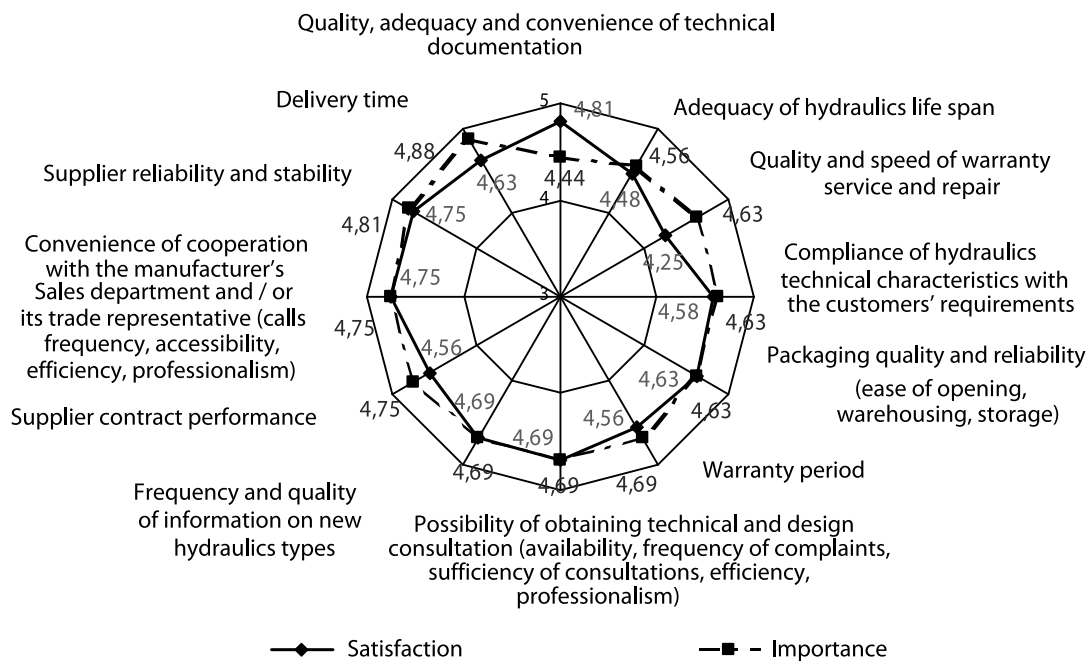 Quality, adequacy and convenience of technical
documentation
Delivery time
5
4,81
Adequacy of hydraulics life span
4,88
4,56
Quality and speed of warranty
service and repair
Supplier reliability and stability
4,63
4,44
4,48
4
4,81
4,75
4,63
Convenience of cooperation
with the manufacturer's
Sales department and / or
its trade representative (calls
frequency, accessibility,
efficiency, professionalism)
4,75
4,75
3
4,25
4,58
4,63
Compliance of hydraulics
technical characteristics with
the customers' requirements
Packaging quality and reliability
(ease of opening,
warehousing, storage)
4,56
4,75
4,63
4,63
Supplier contract performance
4,69
4,69
4,56
4,69
4,69
4,69
Warranty period
Frequency and quality
of information on new
hydraulics types
Possibility of obtaining technical and design
consultation (availability, frequency of complaints,
sufficiency of consultations, efficiency,
professionalism)
Satisfaction
Importance